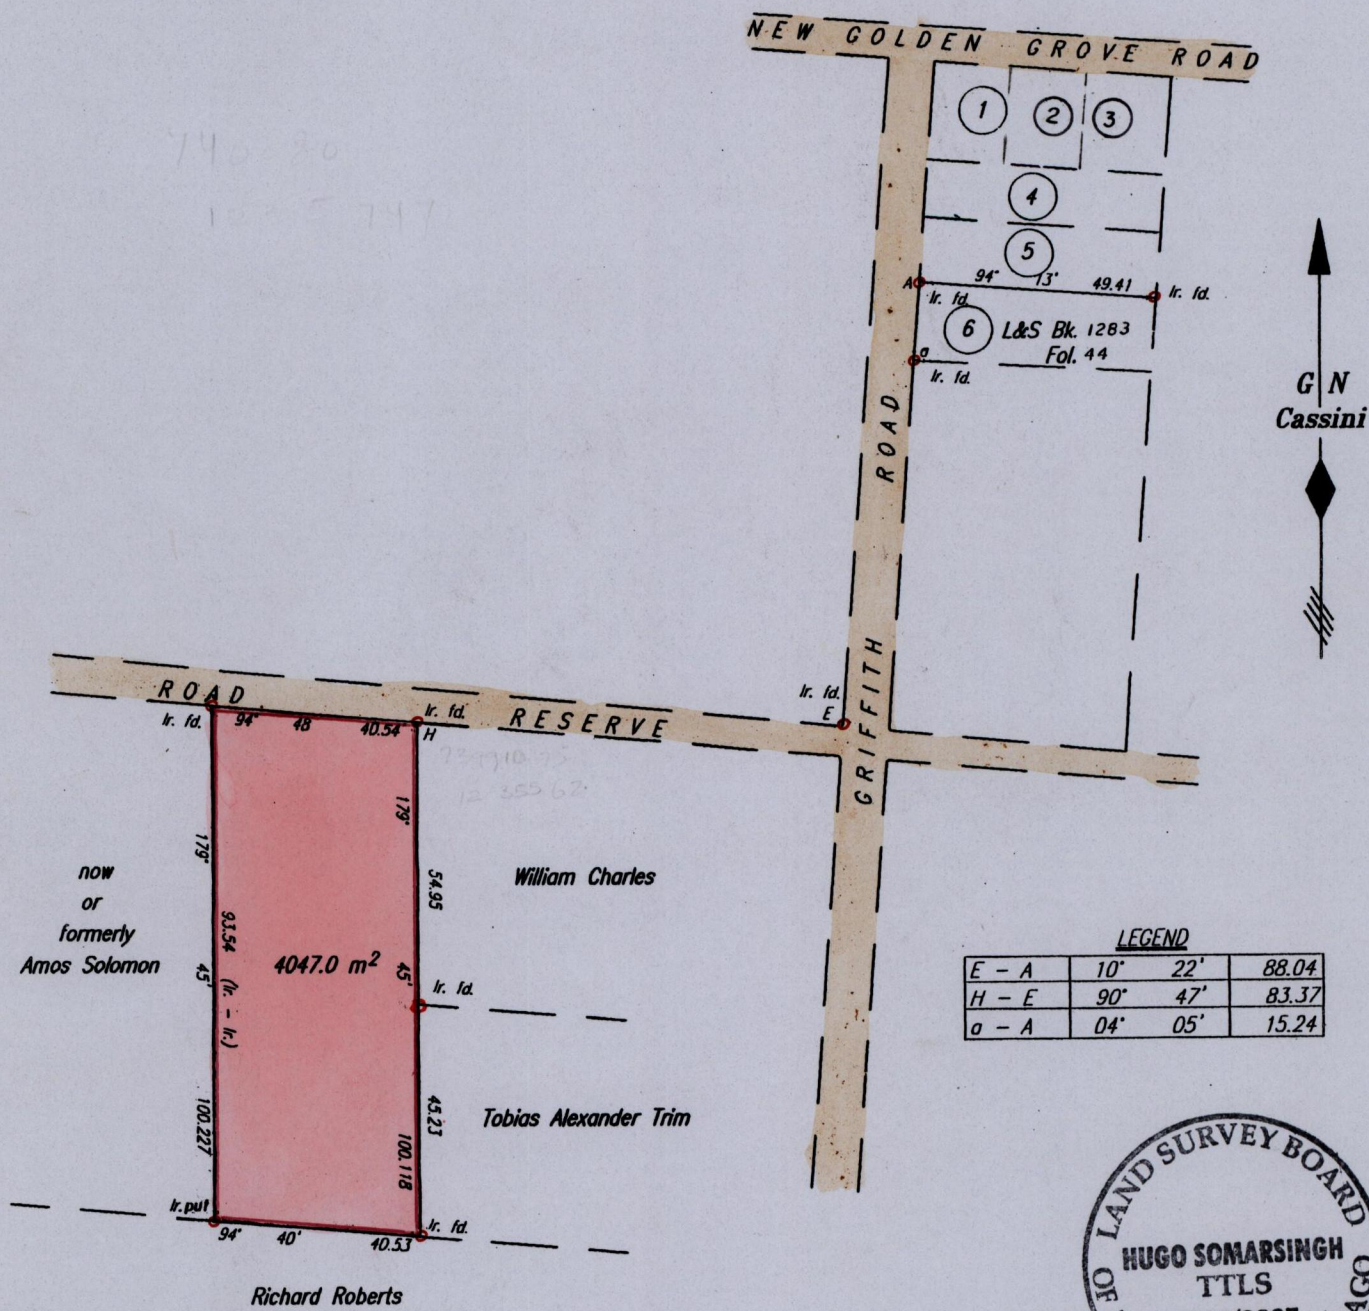 NEW GOLDEN GROVE ROAD
1
2
3
4
5
A 94° 13' 49.41 Ir. fd.
Ir. fd.
6 L&S Bk. 1283
Fol. 44
a
Ir. fd.
G N
Cassini
GRIFFITH ROAD
Ir. fd.
E
ROAD RESERVE
Ir. fd. 94° 48 40.54 Ir. fd.
H
740 80
179° 45' 100.227
93.54 (Ir. - Ir.)
179° 45' 100.118
54.95
45.23
now
or
formerly
Amos Solomon
William Charles
4047.0 m²
Ir. fd.
Tobias Alexander Trim
Ir. put
94° 40' 40.53
Ir. fd.
Richard Roberts
LEGEND
E - A 10° 22' 88.04
H - E 90° 47' 83.37
a - A 04° 05' 15.24
LAND SURVEY BOARD OF
HUGO SOMARSINGH
TTLS